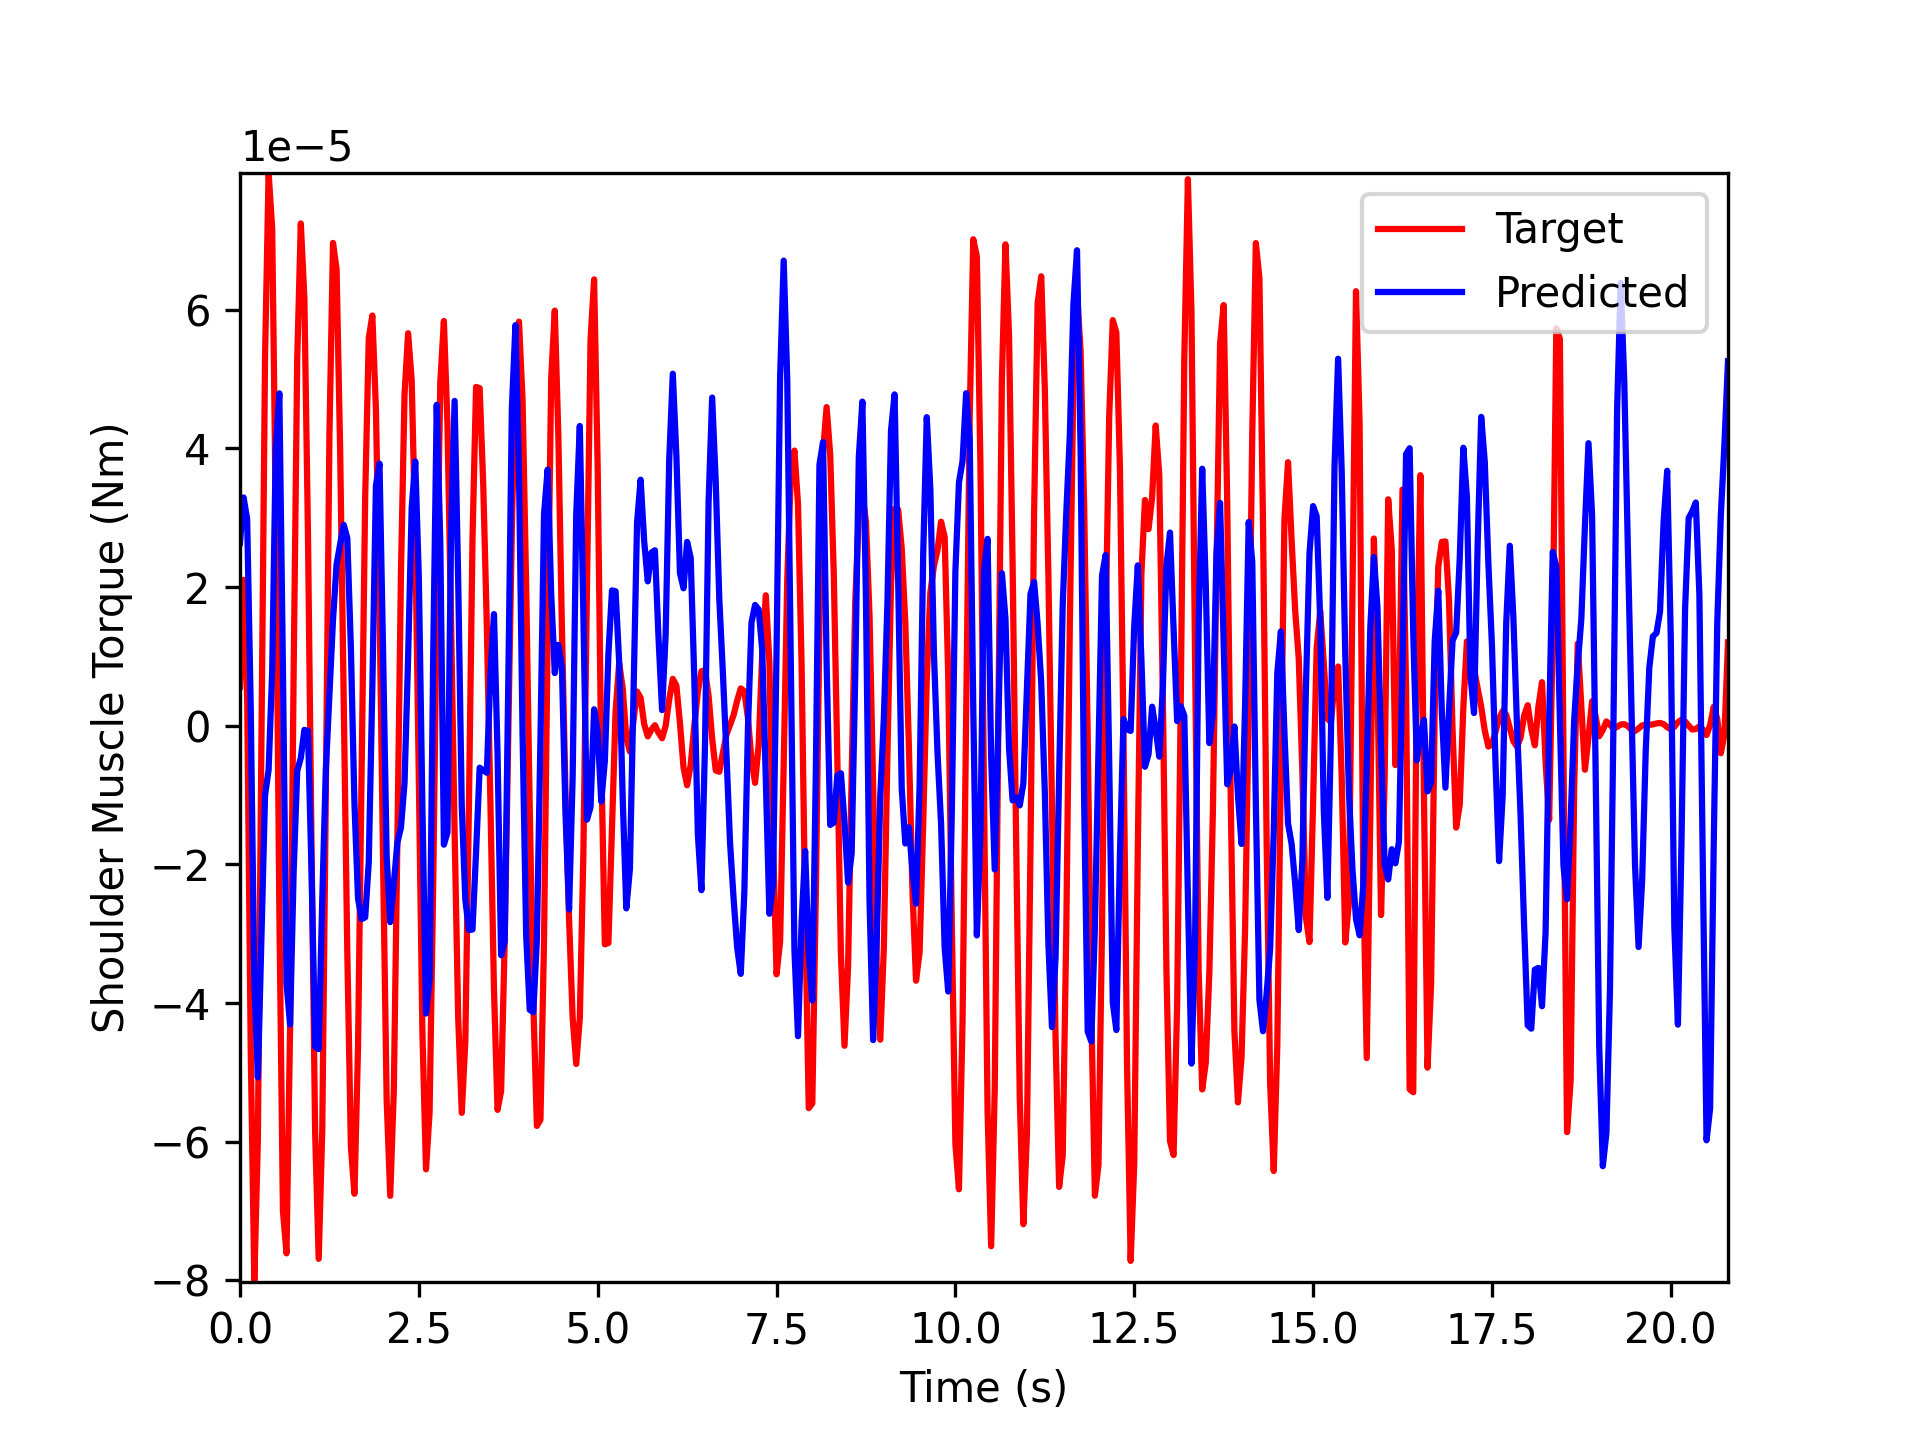 1e−5
Target
Predicted
Shoulder Muscle Torque (Nm)
6
4
2
0
−2
−4
−6
−8
0.0 2.5 5.0 7.5 10.0 12.5 15.0 17.5 20.0
Time (s)